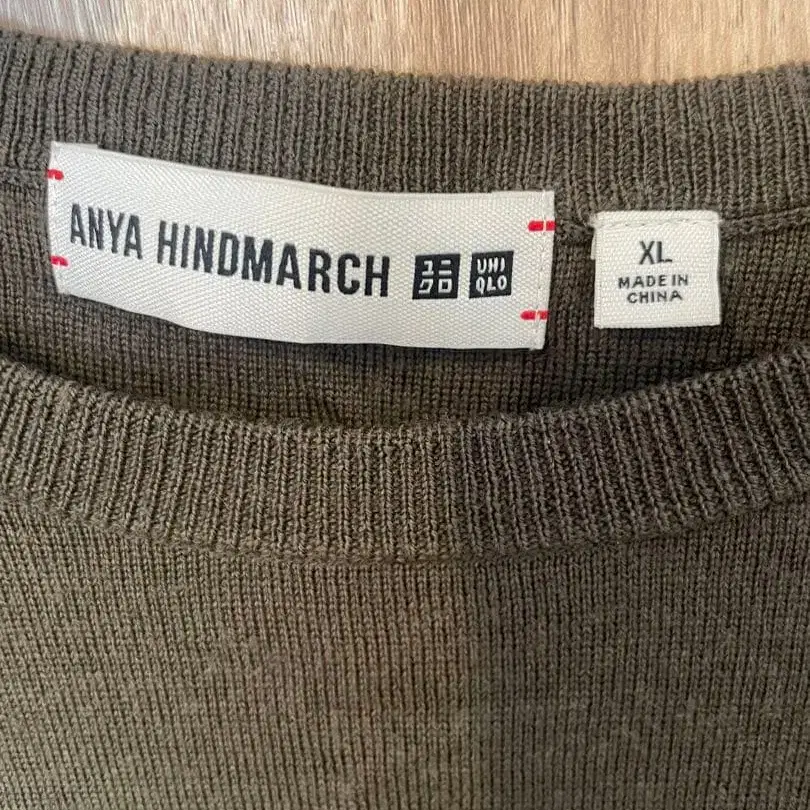 ANYA HINDMARCH
ユニ
クロ
UNI
QLO
XL
MADE IN
CHINA